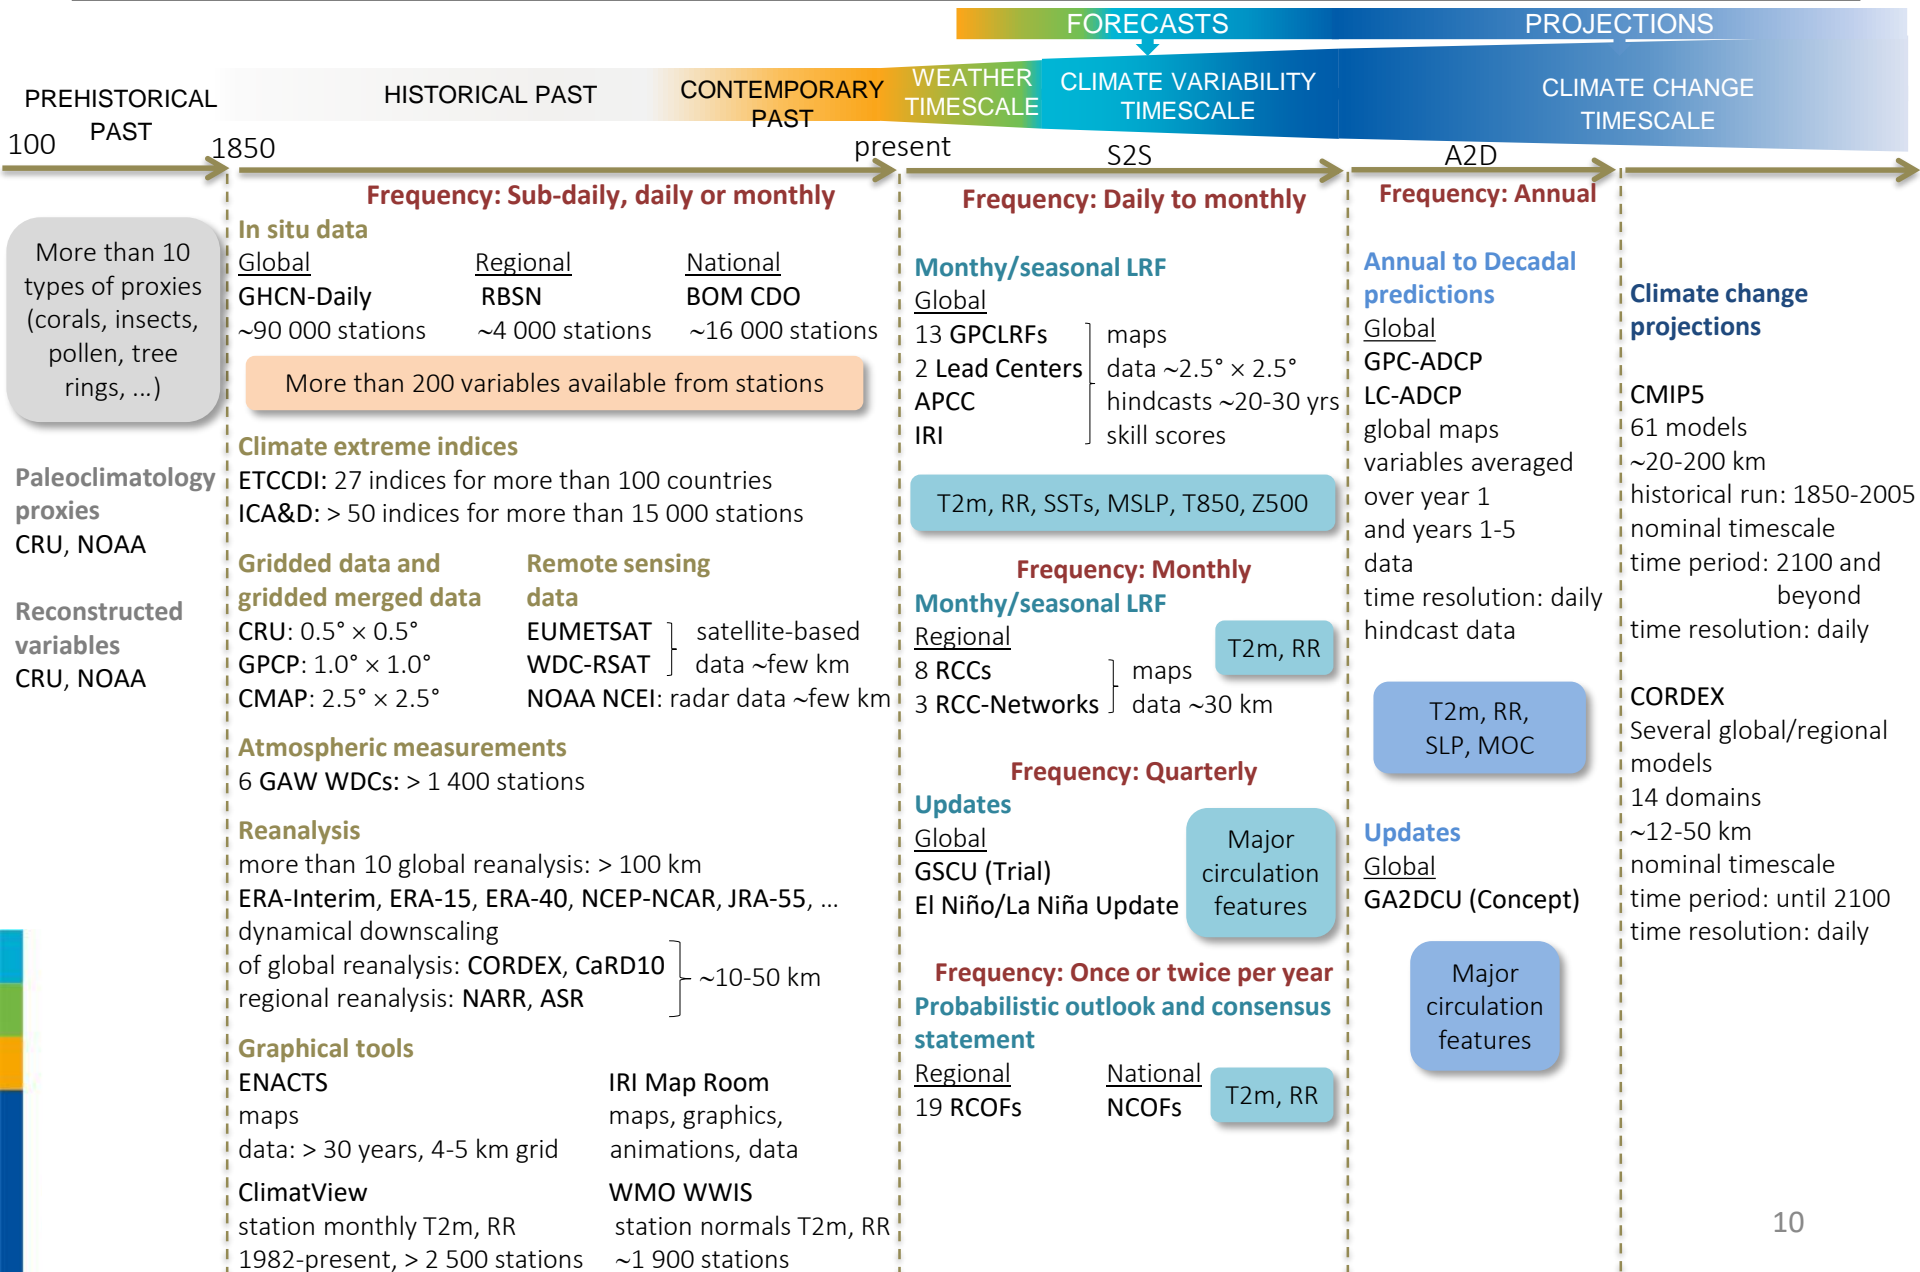 FORECASTS
PROJECTIONS
PREHISTORICAL
PAST
HISTORICAL PAST
CONTEMPORARY
PAST
WEATHER
TIMESCALE
CLIMATE VARIABILITY
TIMESCALE
CLIMATE CHANGE
TIMESCALE
100
1850
present
S2S
A2D
More than 10
types of proxies
(corals, insects,
pollen, tree
rings, ...)
Paleoclimatology
proxies
CRU, NOAA
Reconstructed
variables
CRU, NOAA
Frequency: Sub-daily, daily or monthly
In situ data
Global
GHCN-Daily
~90 000 stations
Regional
RBSN
~4 000 stations
National
BOM CDO
~16 000 stations
More than 200 variables available from stations
Climate extreme indices
ETCCDI: 27 indices for more than 100 countries
ICA&D: > 50 indices for more than 15 000 stations
Gridded data and
gridded merged data
CRU: 0.5° × 0.5°
GPCP: 1.0° × 1.0°
CMAP: 2.5° × 2.5°
Remote sensing
data
EUMETSAT
WDC-RSAT
satellite-based
data ~few km
NOAA NCEI: radar data ~few km
Atmospheric measurements
6 GAW WDCs: > 1 400 stations
Reanalysis
more than 10 global reanalysis: > 100 km
ERA-Interim, ERA-15, ERA-40, NCEP-NCAR, JRA-55, ...
dynamical downscaling
of global reanalysis: CORDEX, CaRD10
regional reanalysis: NARR, ASR
~10-50 km
Graphical tools
ENACTS
maps
data: > 30 years, 4-5 km grid
IRI Map Room
maps, graphics,
animations, data
ClimatView
station monthly T2m, RR
1982-present, > 2 500 stations
WMO WWIS
station normals T2m, RR
~1 900 stations
Frequency: Daily to monthly
Monthy/seasonal LRF
Global
13 GPCLRFs
2 Lead Centers
APCC
IRI
maps
data ~2.5° × 2.5°
hindcasts ~20-30 yrs
skill scores
T2m, RR, SSTs, MSLP, T850, Z500
Frequency: Monthly
Monthy/seasonal LRF
Regional
8 RCCs
3 RCC-Networks
maps
data ~30 km
T2m, RR
Frequency: Quarterly
Updates
Global
GSCU (Trial)
El Niño/La Niña Update
Major
circulation
features
Frequency: Once or twice per year
Probabilistic outlook and consensus
statement
Regional
19 RCOFs
National
NCOFs
T2m, RR
Frequency: Annual
Annual to Decadal
predictions
Global
GPC-ADCP
LC-ADCP
global maps
variables averaged
over year 1
and years 1-5
data
time resolution: daily
hindcast data
T2m, RR,
SLP, MOC
Updates
Global
GA2DCU (Concept)
Major
circulation
features
Climate change
projections
CMIP5
61 models
~20-200 km
historical run: 1850-2005
nominal timescale
time period: 2100 and
beyond
time resolution: daily
CORDEX
Several global/regional
models
14 domains
~12-50 km
nominal timescale
time period: until 2100
time resolution: daily
10